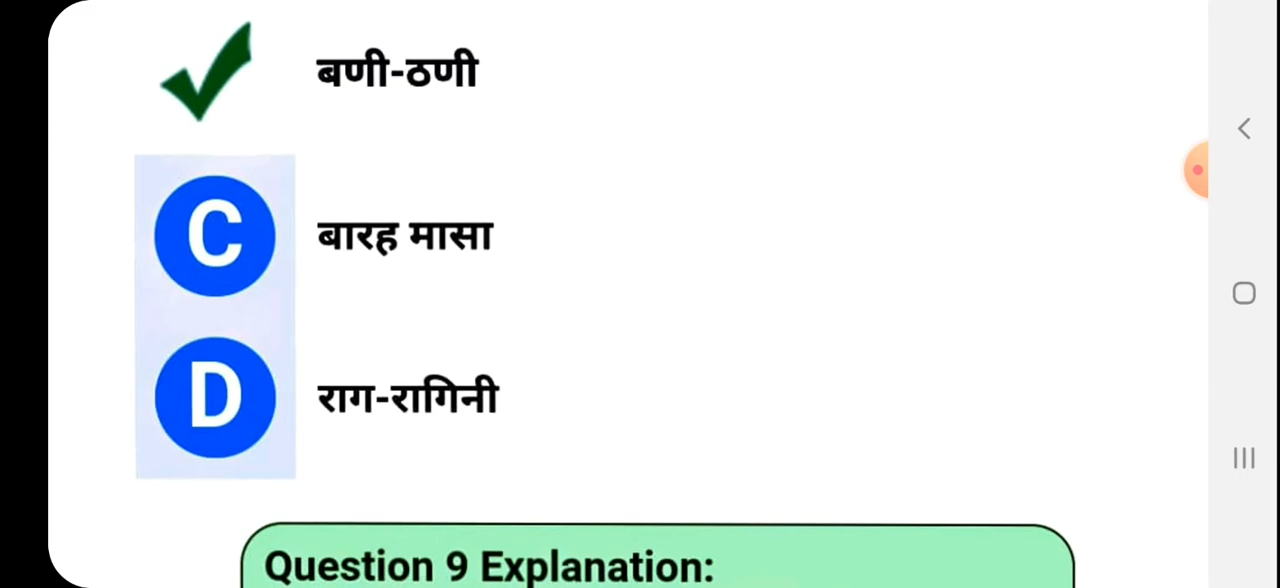 बणी-ठणी
C बारह मासा
D राग-रागिनी
Question 9 Explanation: